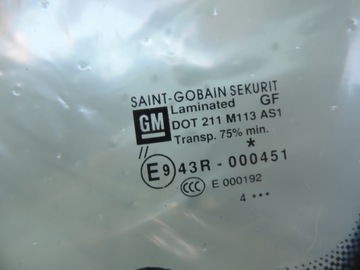 SAINT-GOBAIN SEKURIT
Laminated GF
GM DOT 211 M113 AS1
Transp. 75% min.
// *
E9 43R - 000451
CCC E 000192
4 •••